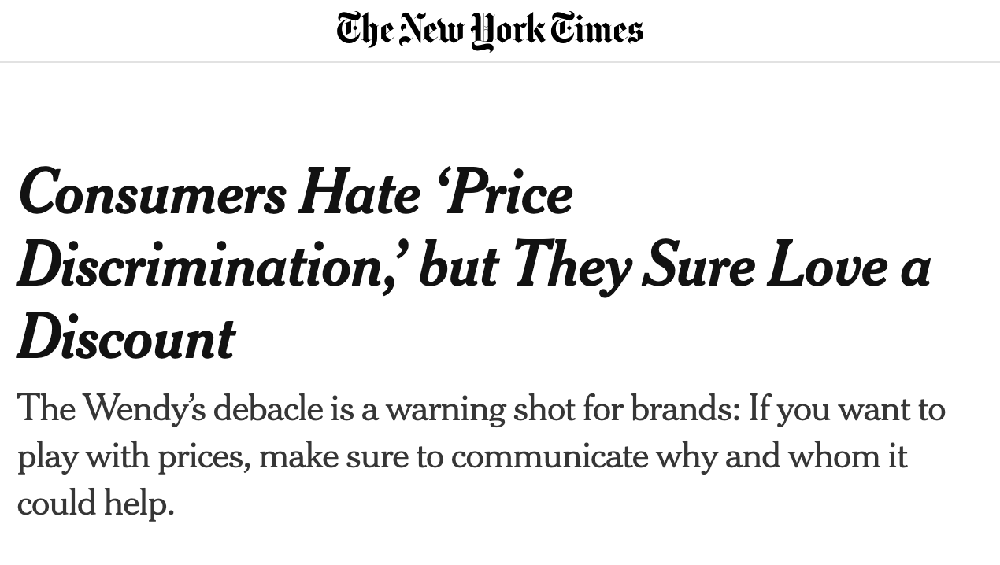 The New York Times
Consumers Hate ‘Price
Discrimination,’ but They Sure Love a
Discount
The Wendy’s debacle is a warning shot for brands: If you want to
play with prices, make sure to communicate why and whom it
could help.